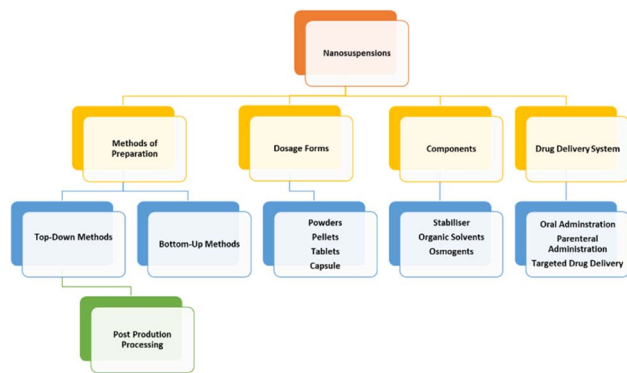 Nanosuspensions
Methods of
Preparation
Dosage Forms
Components
Drug Delivery System
Top-Down Methods
Bottom-Up Methods
Powders
Pellets
Tablets
Capsule
Stabiliser
Organic Solvents
Osmogents
Oral Adminstration
Parenteral
Administration
Targeted Drug Delivery
Post Prodution
Processing